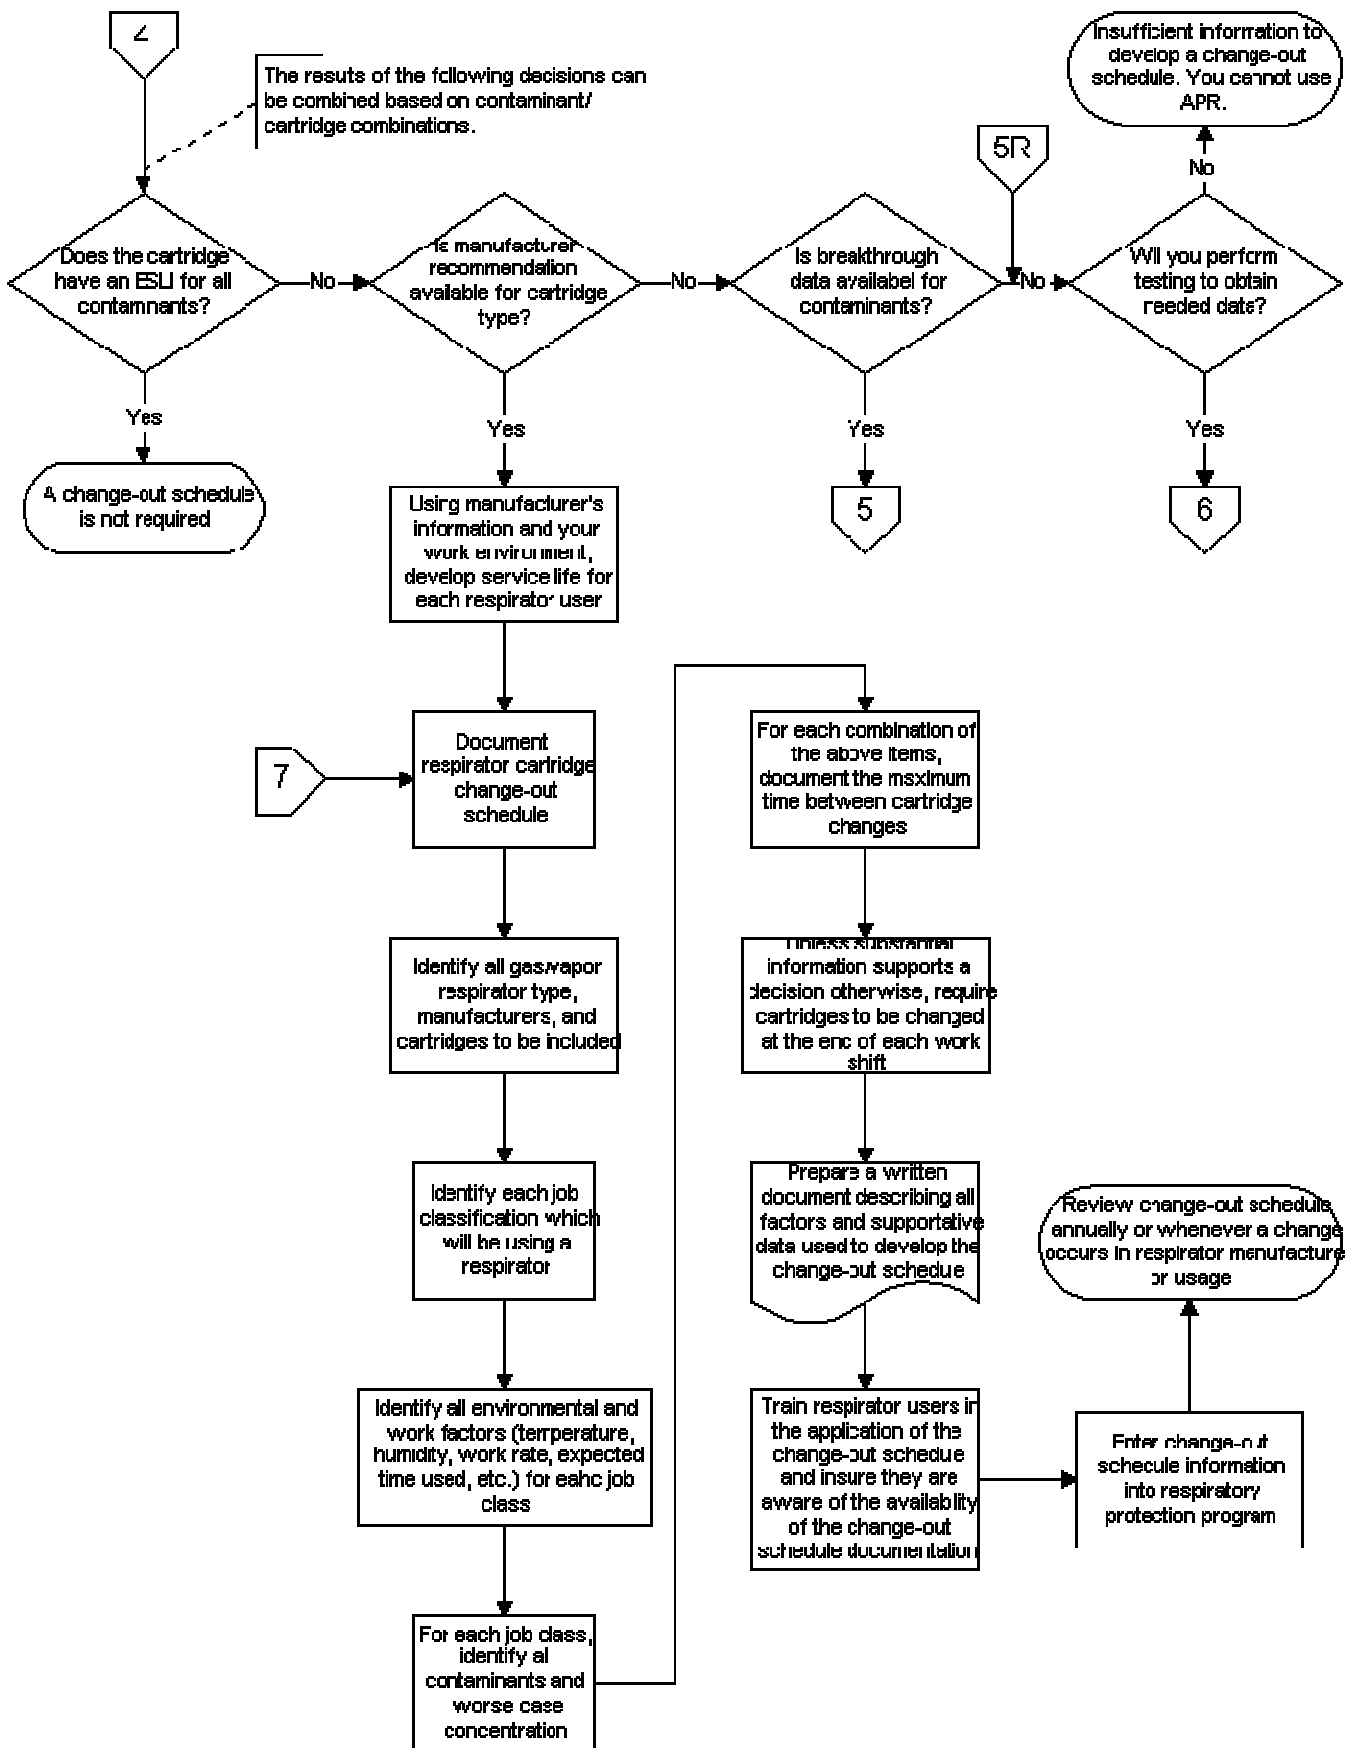 The results of the following decisions can
be combined based on contaminant/
cartridge combinations.
Insufficient information to
develop a change-out
schedule. You cannot use
APR.
5R
No
Does the cartridge
have an ESLI for all
contamnants?
No
Is manufacturer
recommendation
available for cartridge
type?
No
Is breakthrough
data availabel for
contaminants?
No
Will you perform
testing to obtain
needed data?
Yes
Yes
Yes
Yes
A change-out schedule
is not required
Using manufacturer's
information and your
work environment,
develop service life for
each respirator user
5
6
7
Document
respirator cartridge
change-out
schedule
Identify all gas/vapor
respirator type,
manufacturers, and
cartridges to be included
Identify each job
classification which
will be using a
respirator
Identify all environmental and
work factors (temperature,
humidity, work rate, expected
time used, etc.) for eahc job
class
For each job class,
identify al
contaminants and
worse case
concentration
For each combination of
the above items,
document the maximum
time between cartridge
changes
Unless substantial
information supports a
decision otherwise, require
cartridges to be changed
at the end of each work
shift
Prepare a written
document describing all
factors and supportative
data used to develop the
change-out schedue
Train respirator users in
the application of the
change-out schedue
and insure they are
aware of the availablity
of the change-out
schedule documentation
Enter change-out
schedule information
into respiratory
protection program
Review change-out schedule
annually or whenever a change
occurs in respirator manufacture
or usage